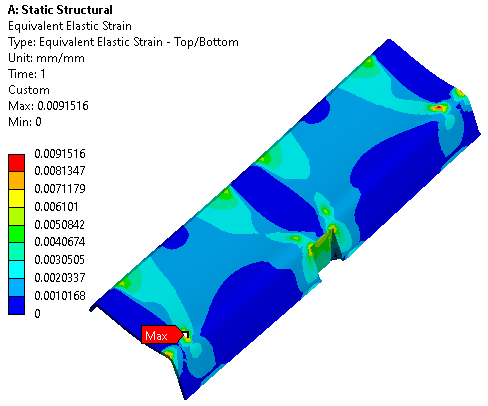 A: Static Structural
Equivalent Elastic Strain
Type: Equivalent Elastic Strain - Top/Bottom
Unit: mm/mm
Time: 1
Custom
Max: 0.0091516
Min: 0
0.0091516
0.0081347
0.0071179
0.006101
0.0050842
0.0040674
0.0030505
0.0020337
0.0010168
0
Max